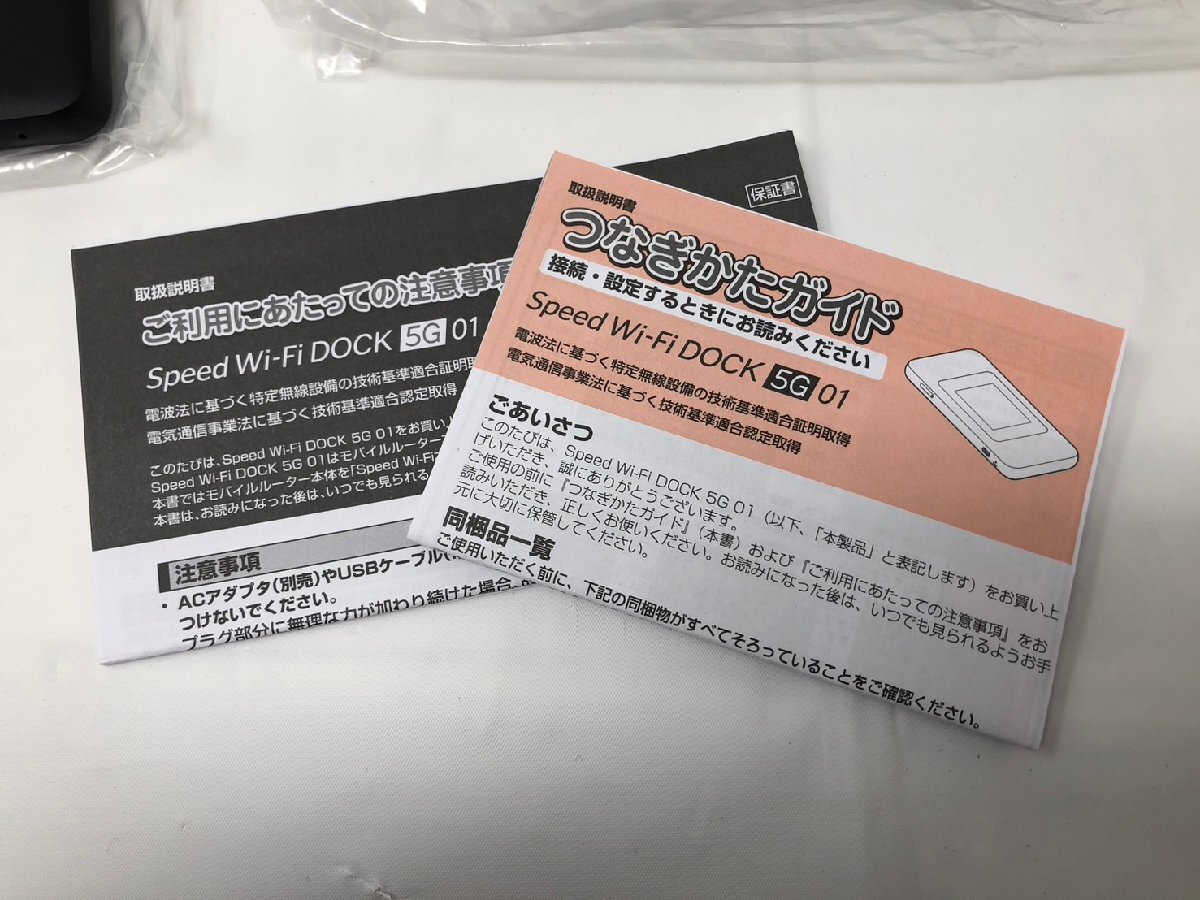 保証書
取扱説明書
ご利用にあたっての注意事項
Speed Wi-Fi DOCK 5G 01
電波法に基づく特定無線設備の技術基準適合証明取
電気通信事業法に基づく技術基準適合認定取得
このたびは、Speed Wi-Fi DOCK 5G 01をお買い
Speed Wi-Fi DOCK 5G 01はモバイルルーター
本書ではモバイルルーター本体を「Speed Wi-F
本書は、お読みになった後は、いつでも見られる
注意事項
・ACアダプタ(別売)やUSBケーブル(
つけないでください。
プラグ部分に無理な力が加わり続けた場合、
取扱説明書
つなぎかたガイド
接続・設定するときにお読みください
Speed Wi-Fi DOCK 5G 01
電波法に基づく特定無線設備の技術基準適合証明取得
電気通信事業法に基づく技術基準適合認定取得
ごあいさつ
このたびは、Speed Wi-Fi DOCK 5G 01 (以下、「本製品」と表記します) をお買い上
げいただき、誠にありがとうございます。
ご使用の前に『つなぎかたガイド』(本書) および『ご利用にあたっての注意事項』をお
読みいただき、正しくお使いください。お読みになった後は、いつでも見られるようお手
元に大切に保管してください。
同梱品一覧
ご使用いただく前に、下記の同梱物がすべてそろっていることをご確認ください。